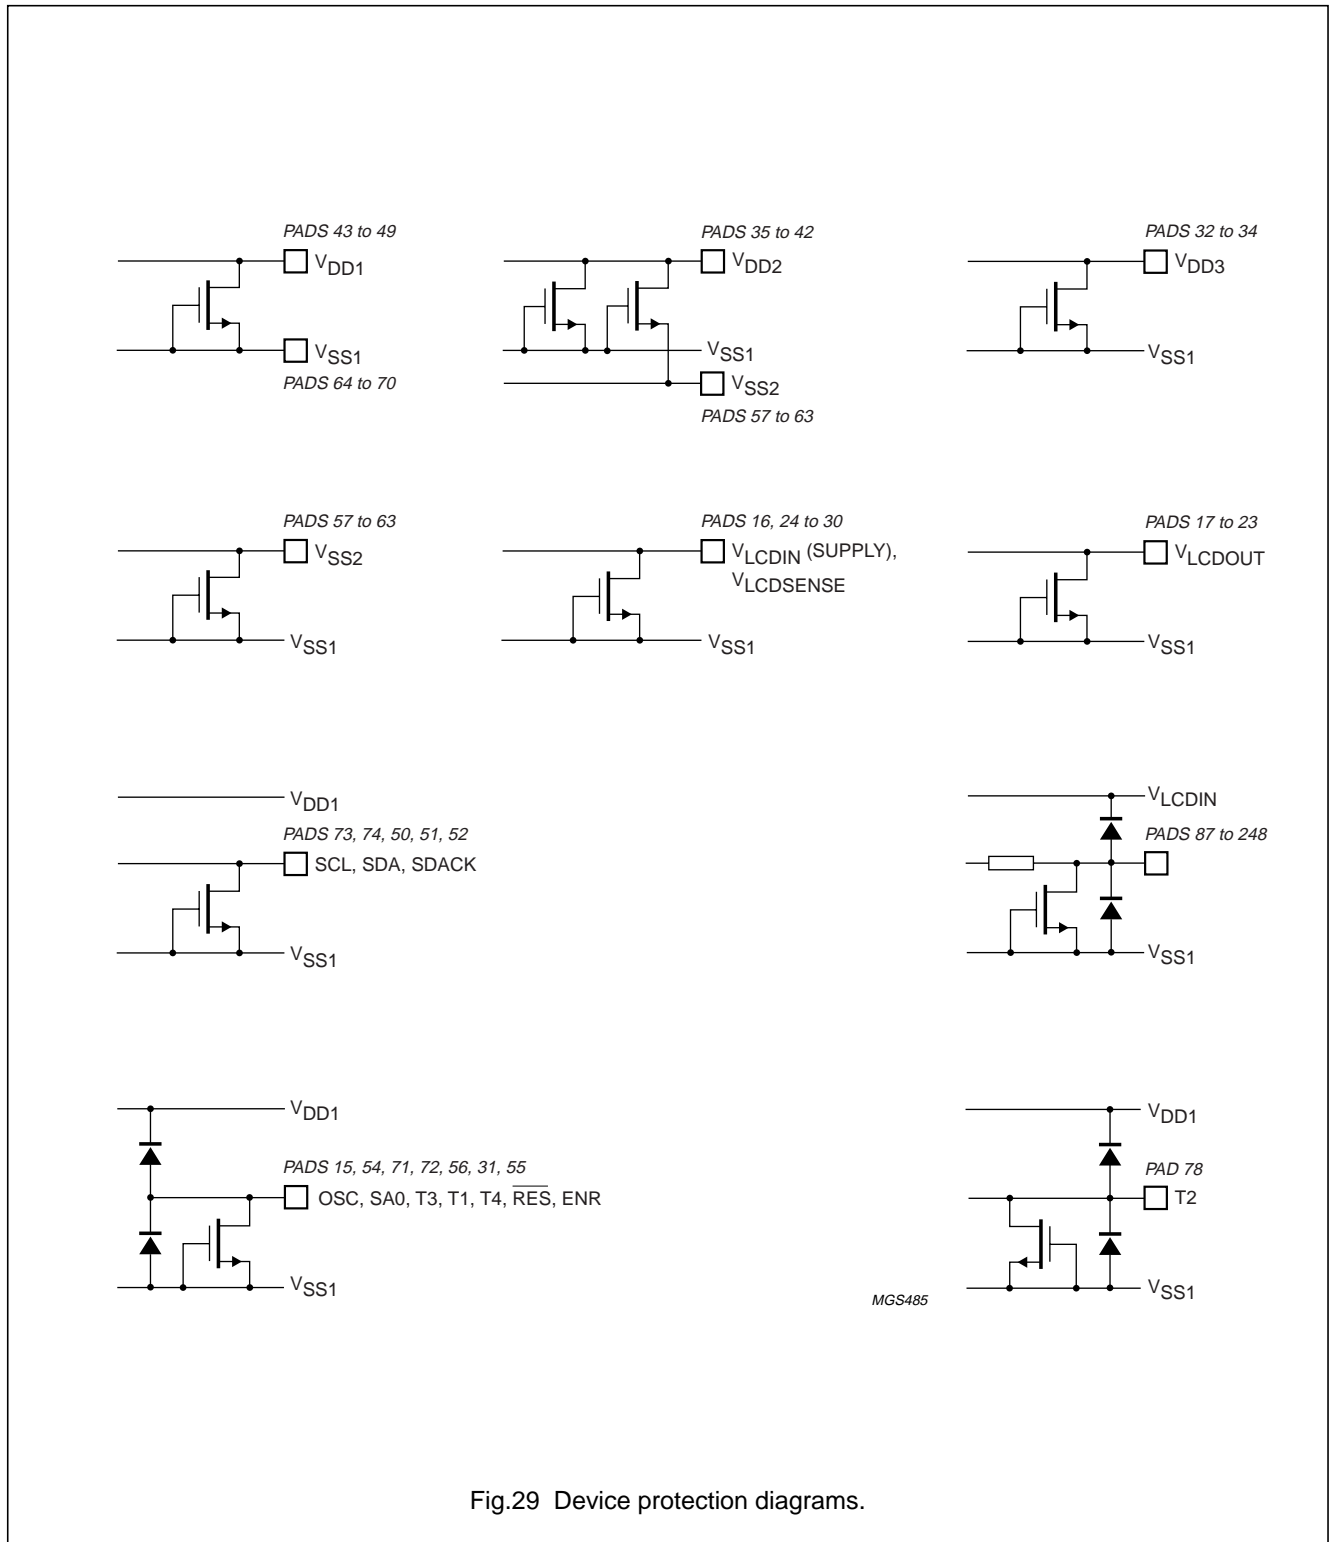 PADS 43 to 49
VDD1
VSS1
PADS 64 to 70
PADS 35 to 42
VDD2
VSS1
VSS2
PADS 57 to 63
PADS 32 to 34
VDD3
VSS1
PADS 57 to 63
VSS2
VSS1
PADS 16, 24 to 30
VLCDIN (SUPPLY),
VLCDSENSE
VSS1
PADS 17 to 23
VLCDOUT
VSS1
VDD1
PADS 73, 74, 50, 51, 52
SCL, SDA, SDACK
VSS1
VLCDIN
PADS 87 to 248
VSS1
VDD1
PADS 15, 54, 71, 72, 56, 31, 55
OSC, SA0, T3, T1, T4, R̅E̅S̅, ENR
VSS1
VDD1
PAD 78
T2
VSS1
MGS485
Fig.29 Device protection diagrams.